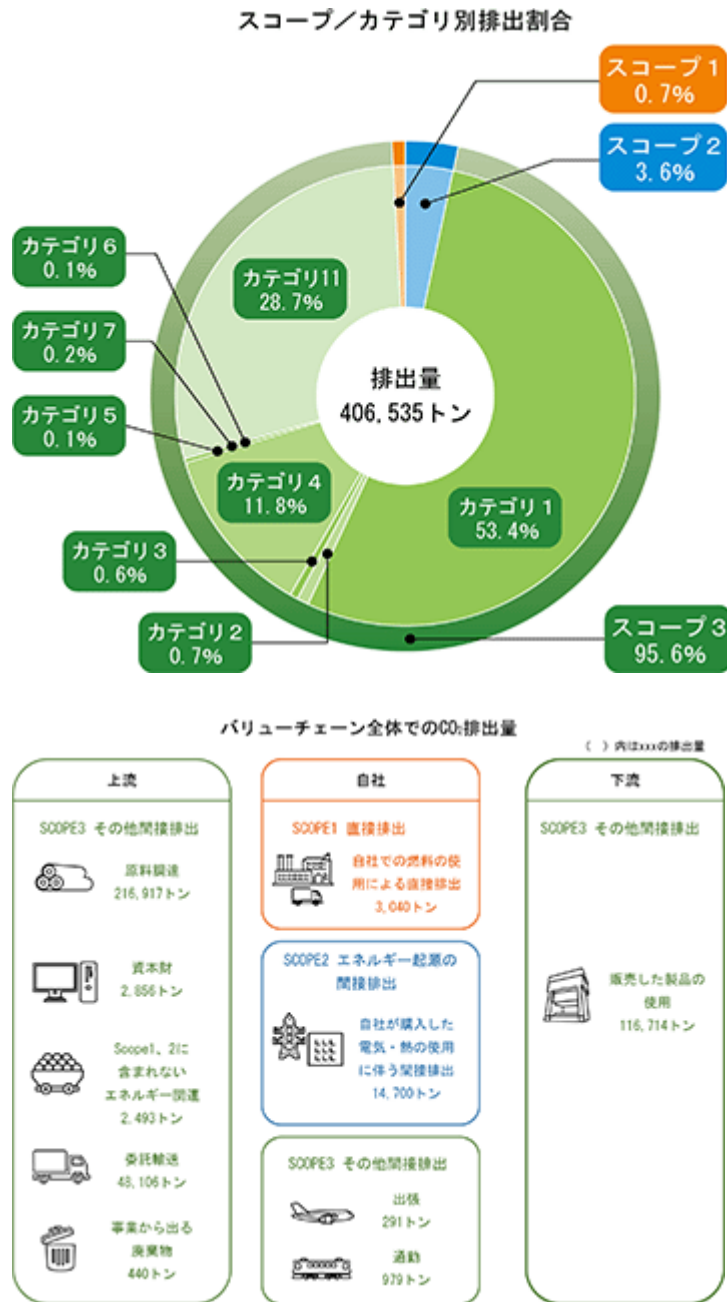 スコープ／カテゴリ別排出割合
スコープ１
0.7%
スコープ２
3.6%
カテゴリ６
0.1%
カテゴリ11
28.7%
カテゴリ７
0.2%
排出量
406,535トン
カテゴリ５
0.1%
カテゴリ４
11.8%
カテゴリ１
53.4%
カテゴリ３
0.6%
カテゴリ２
0.7%
スコープ３
95.6%
バリューチェーン全体でのCO₂排出量
（　）内はxxxの排出量
上流
SCOPE3 その他間接排出
原料調達
216,917トン
資本財
2,856トン
Scope1、2に
含まれない
エネルギー関連
2,493トン
委託輸送
48,106トン
事業から出る
廃棄物
440トン
自社
SCOPE1 直接排出
自社での燃料の使
用による直接排出
3,040トン
SCOPE2 エネルギー起源の
間接排出
自社が購入した
電気・熱の使用
に伴う間接排出
14,700トン
SCOPE3 その他間接排出
出張
291トン
通勤
979トン
下流
SCOPE3 その他間接排出
販売した製品の
使用
116,714トン